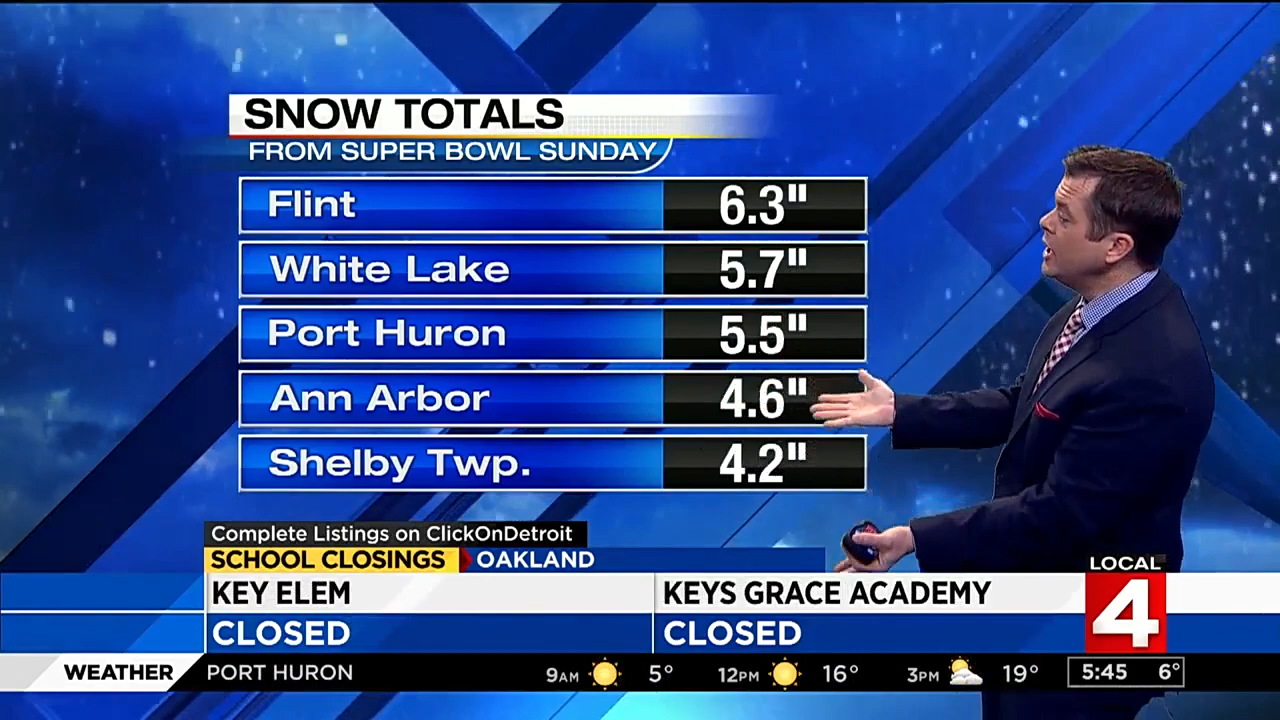 SNOW TOTALS
FROM SUPER BOWL SUNDAY
Flint 6.3"
White Lake 5.7"
Port Huron 5.5"
Ann Arbor 4.6"
Shelby Twp. 4.2"
Complete Listings on ClickOnDetroit
SCHOOL CLOSINGS OAKLAND
KEY ELEM KEYS GRACE ACADEMY
CLOSED CLOSED
LOCAL
4
WEATHER PORT HURON 9AM 5° 12PM 16° 3PM 19° 5:45 6°